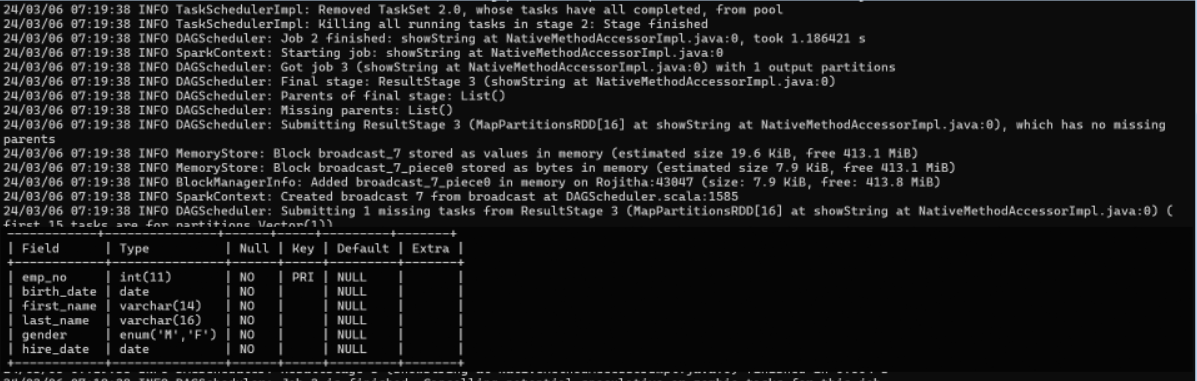 24/03/06 07:19:38 INFO TaskSchedulerImpl: Removed TaskSet 2.0, whose tasks have all completed, from pool
24/03/06 07:19:38 INFO TaskSchedulerImpl: Killing all running tasks in stage 2: Stage finished
24/03/06 07:19:38 INFO DAGScheduler: Job 2 finished: showString at NativeMethodAccessorImpl.java:0, took 1.186421 s
24/03/06 07:19:38 INFO SparkContext: Starting job: showString at NativeMethodAccessorImpl.java:0
24/03/06 07:19:38 INFO DAGScheduler: Got job 3 (showString at NativeMethodAccessorImpl.java:0) with 1 output partitions
24/03/06 07:19:38 INFO DAGScheduler: Final stage: ResultStage 3 (showString at NativeMethodAccessorImpl.java:0)
24/03/06 07:19:38 INFO DAGScheduler: Parents of final stage: List()
24/03/06 07:19:38 INFO DAGScheduler: Missing parents: List()
24/03/06 07:19:38 INFO DAGScheduler: Submitting ResultStage 3 (MapPartitionsRDD[16] at showString at NativeMethodAccessorImpl.java:0), which has no missing
parents
24/03/06 07:19:38 INFO MemoryStore: Block broadcast_7 stored as values in memory (estimated size 19.6 KiB, free 413.1 MiB)
24/03/06 07:19:38 INFO MemoryStore: Block broadcast_7_piece0 stored as bytes in memory (estimated size 7.9 KiB, free 413.1 MiB)
24/03/06 07:19:38 INFO BlockManagerInfo: Added broadcast_7_piece0 in memory on Rojitha:43047 (size: 7.9 KiB, free: 413.8 MiB)
24/03/06 07:19:38 INFO SparkContext: Created broadcast 7 from broadcast at DAGScheduler.scala:1585
24/03/06 07:19:38 INFO DAGScheduler: Submitting 1 missing tasks from ResultStage 3 (MapPartitionsRDD[16] at showString at NativeMethodAccessorImpl.java:0) (
first 15 tasks are for partitions Vector(1))
| Field | Type | Null | Key | Default | Extra |
| emp_no | int(11) | NO | PRI | NULL | |
| birth_date | date | NO | | NULL | |
| first_name | varchar(14) | NO | | NULL | |
| last_name | varchar(16) | NO | | NULL | |
| gender | enum('M','F') | NO | | NULL | |
| hire_date | date | NO | | NULL | |